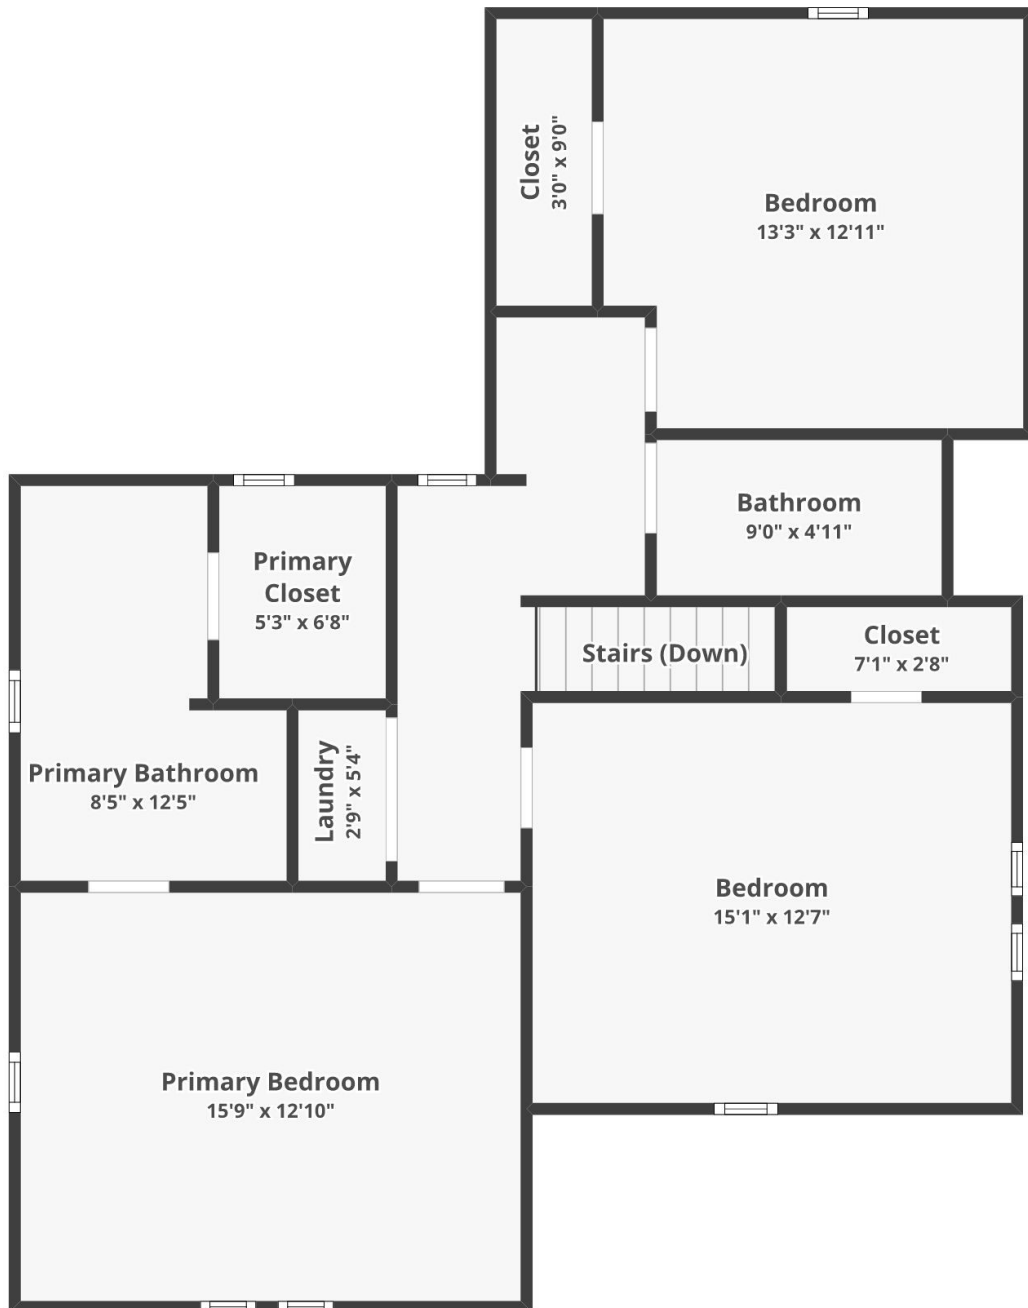 Closet
3'0" x 9'0"
Bedroom
13'3" x 12'11"
Bathroom
9'0" x 4'11"
Primary
Closet
5'3" x 6'8"
Stairs (Down)
Closet
7'1" x 2'8"
Primary Bathroom
8'5" x 12'5"
Laundry
2'9" x 5'4"
Bedroom
15'1" x 12'7"
Primary Bedroom
15'9" x 12'10"